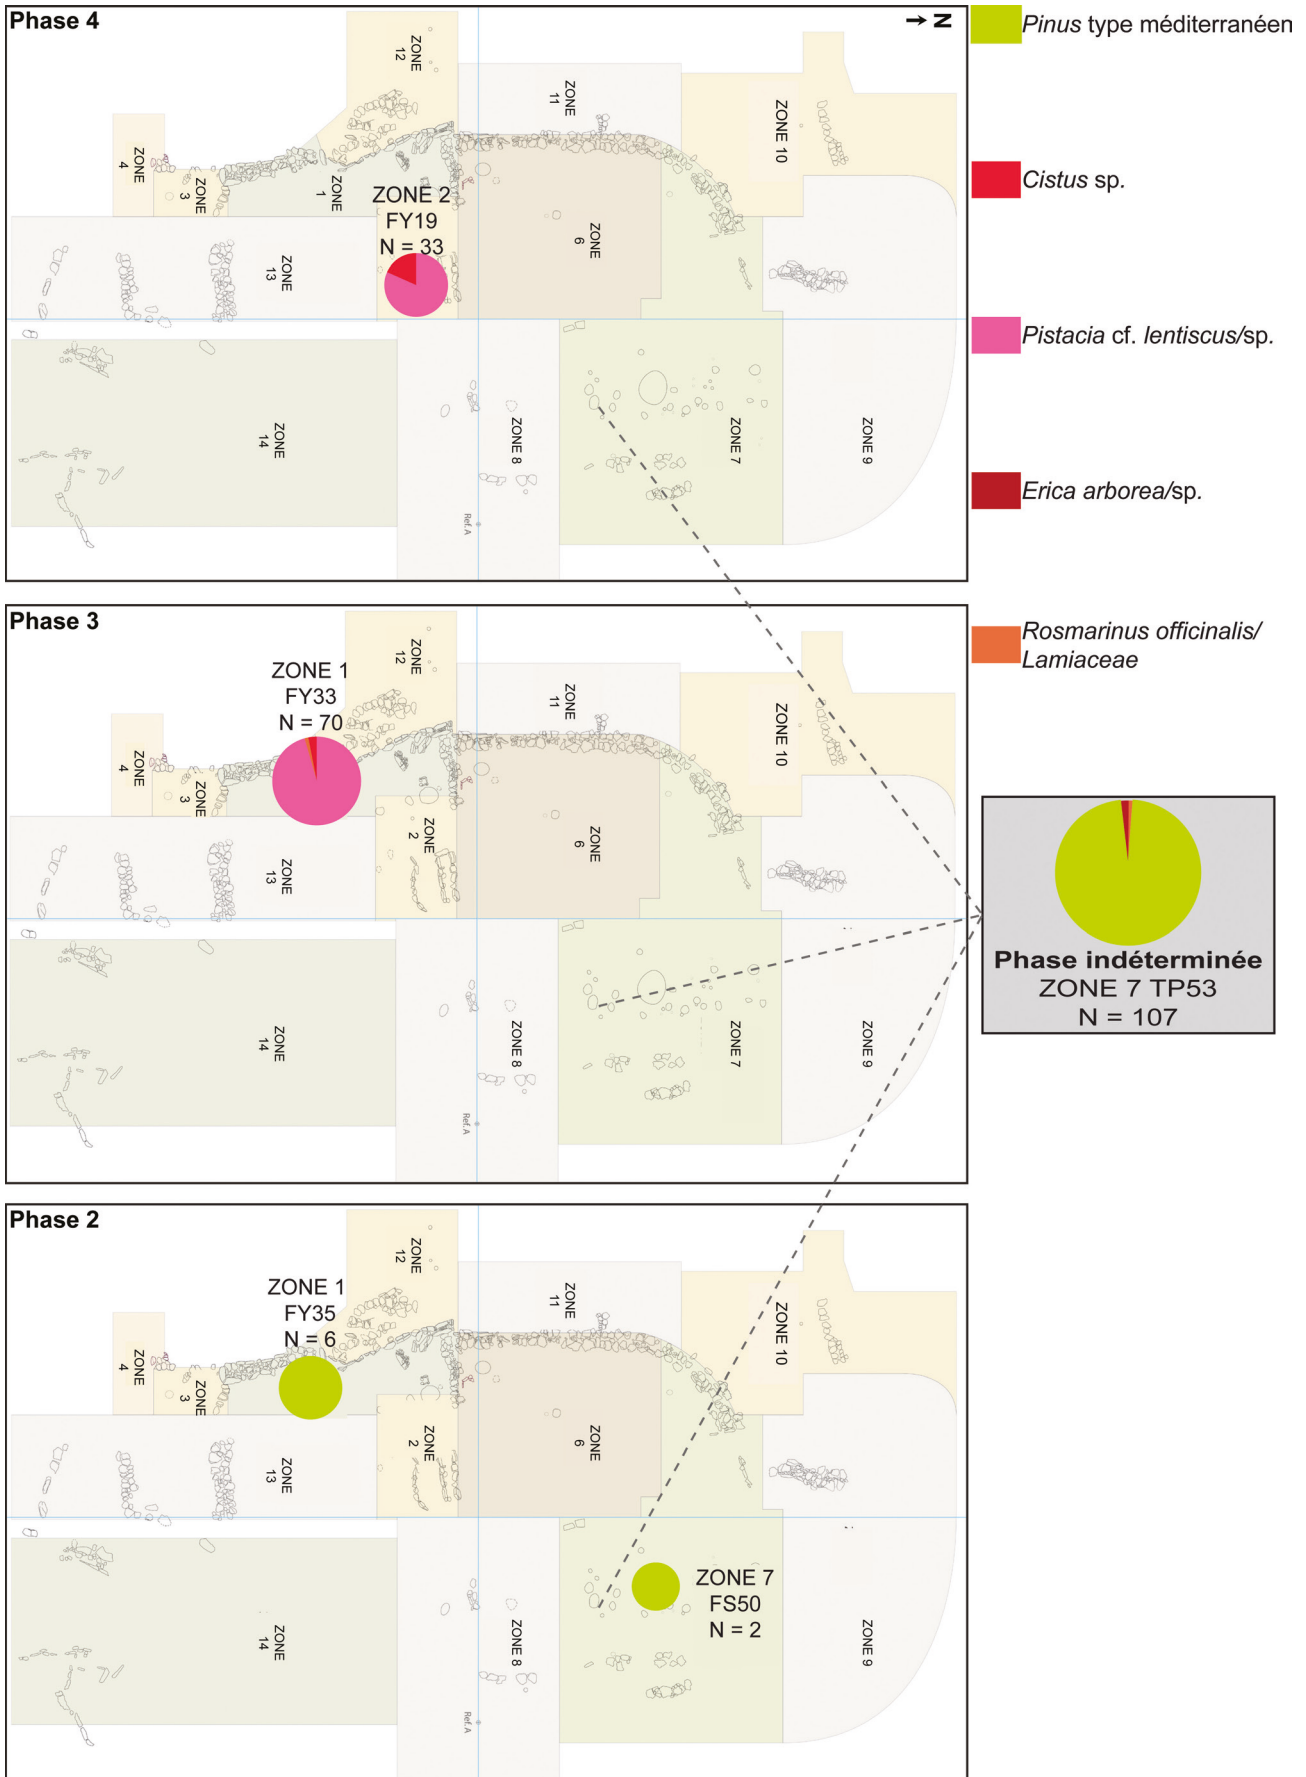 Phase 4
→ N
ZONE
12
ZONE
11
ZONE 10
ZONE
4
ZONE
3
ZONE
1
ZONE 2
FY19
N = 33
ZONE
6
ZONE
13
ZONE
14
ZONE 8
Ref.A
ZONE 7
ZONE 9
Pinus type méditerranéen
Cistus sp.
Pistacia cf. lentiscus/sp.
Erica arborea/sp.
Rosmarinus officinalis/
Lamiaceae
Phase 3
ZONE
12
ZONE
11
ZONE 10
ZONE 1
FY33
N = 70
ZONE
4
ZONE
3
ZONE
2
ZONE
6
ZONE
13
ZONE
14
ZONE 8
Ref.A
ZONE 7
ZONE 9
Phase indéterminée
ZONE 7 TP53
N = 107
Phase 2
ZONE
12
ZONE
11
ZONE 10
ZONE 1
FY35
N = 6
ZONE
4
ZONE
3
ZONE
2
ZONE
6
ZONE
13
ZONE
14
ZONE 8
Ref.A
ZONE 7
FS50
N = 2
ZONE 9